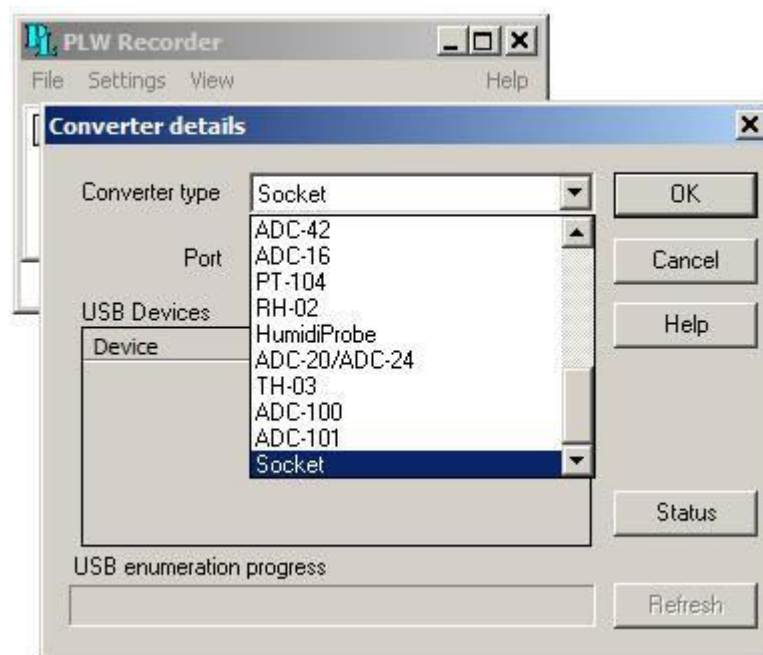 PLW Recorder
File Settings View Help
Converter details
Converter type Socket OK
ADC-42
ADC-16
Port Cancel
PT-104
RH-02
USB Devices
HumidiProbe Help
Device
ADC-20/ADC-24
TH-03
ADC-100
ADC-101
Socket
Status
USB enumeration progress
Refresh